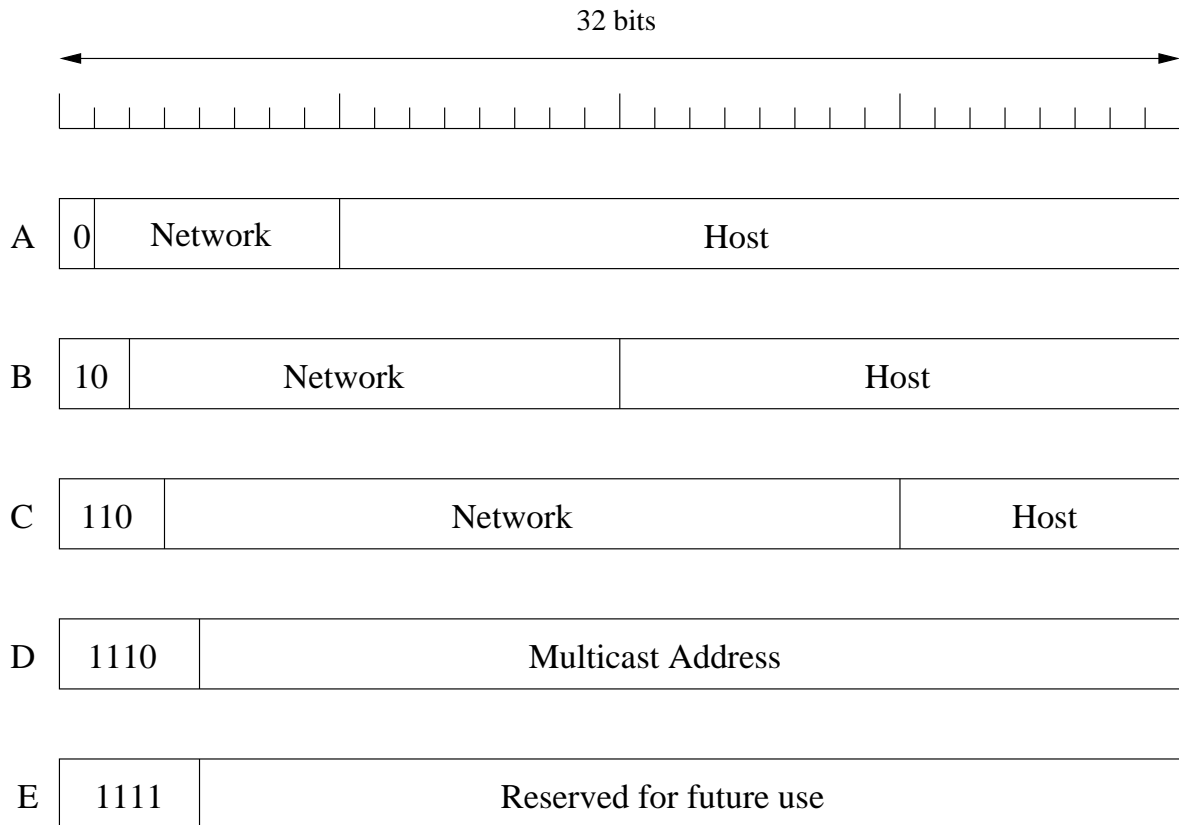 32 bits
A 0 Network Host
B 10 Network Host
C 110 Network Host
D 1110 Multicast Address
E 1111 Reserved for future use